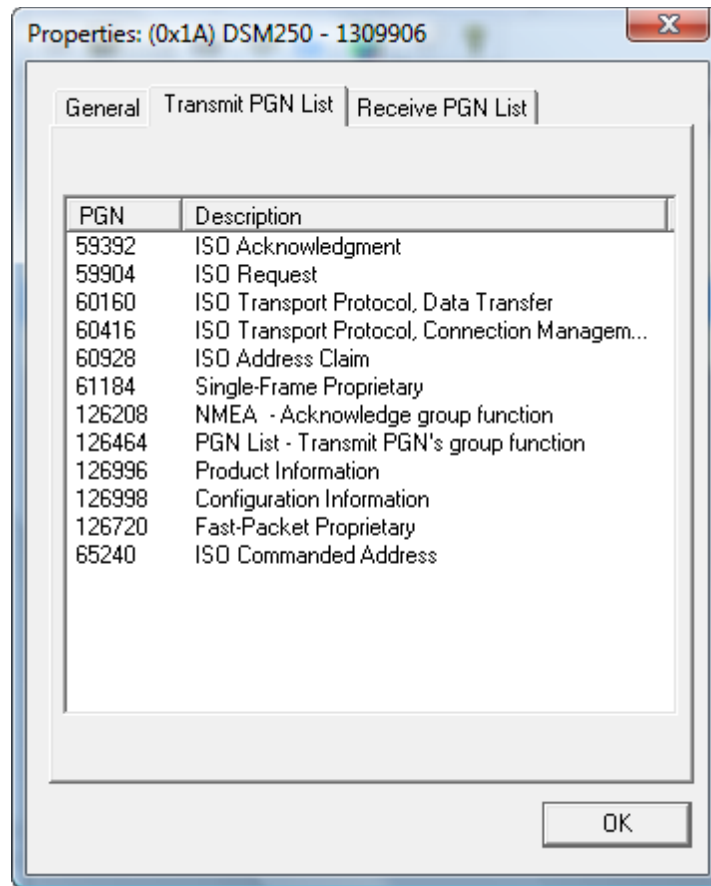 Properties: (0x1A) DSM250 - 1309906
General Transmit PGN List Receive PGN List
PGN Description
59392 ISO Acknowledgment
59904 ISO Request
60160 ISO Transport Protocol, Data Transfer
60416 ISO Transport Protocol, Connection Managem...
60928 ISO Address Claim
61184 Single-Frame Proprietary
126208 NMEA - Acknowledge group function
126464 PGN List - Transmit PGN's group function
126996 Product Information
126998 Configuration Information
126720 Fast-Packet Proprietary
65240 ISO Commanded Address
OK